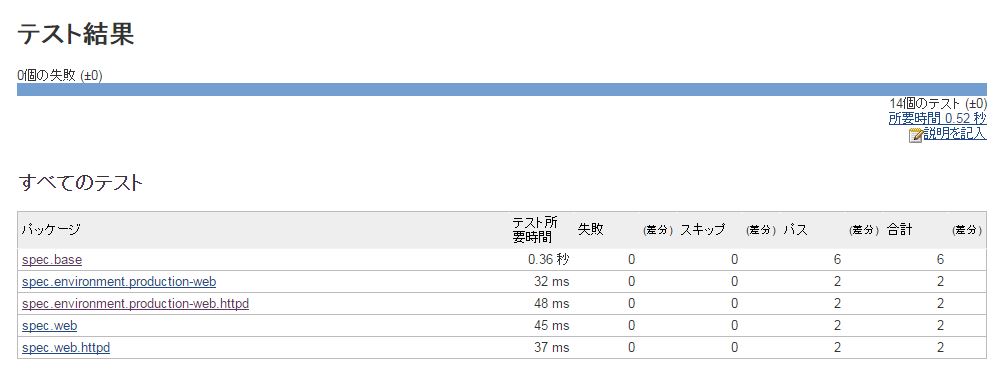 テスト結果
0個の失敗 (±0)
14個のテスト (±0)
所要時間 0.52 秒
説明を記入
すべてのテスト
パッケージ テスト所要時間 失敗 (差分) スキップ (差分) パス (差分) 合計 (差分)
spec.base 0.36 秒 0 0 6 6
spec.environment.production-web 32 ms 0 0 2 2
spec.environment.production-web.httpd 48 ms 0 0 2 2
spec.web 45 ms 0 0 2 2
spec.web.httpd 37 ms 0 0 2 2